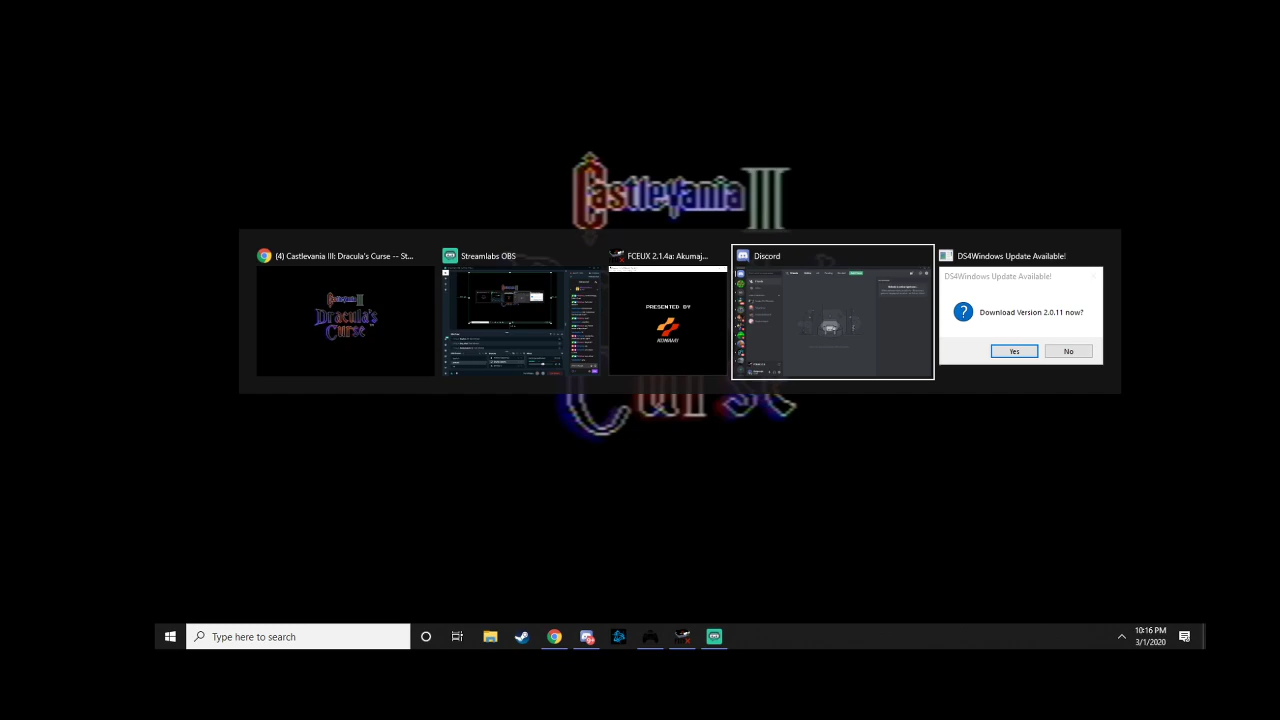 Castlevania III
(4) Castlevania III: Dracula's Curse -- St...
Streamlabs OBS
FCEUX 2.1.4a: Akumaj...
Discord
DS4Windows Update Available!
Castlevania III
Dracula's
Curse
PRESENTED BY
KONAMI
DS4Windows Update Available!
Download Version 2.0.11 now?
Yes
No
Curse
Type here to search
10:16 PM
3/1/2020